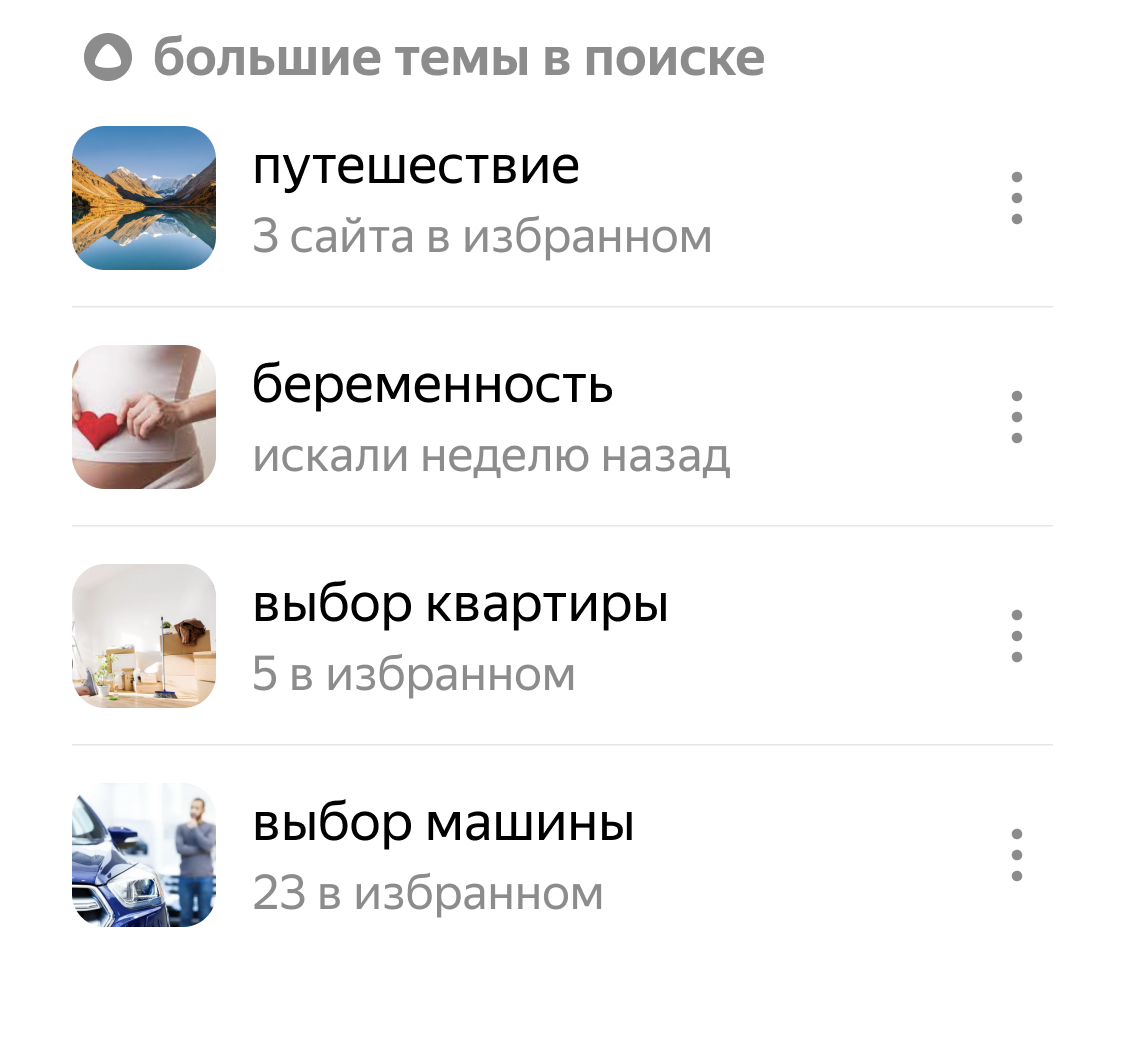 большие темы в поиске
путешествие
3 сайта в избранном
беременность
искали неделю назад
выбор квартиры
5 в избранном
выбор машины
23 в избранном